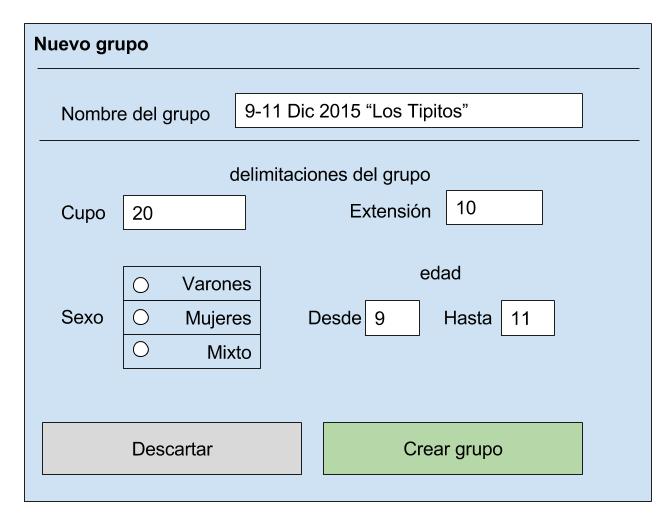 Nuevo grupo
Nombre del grupo 9-11 Dic 2015 “Los Tipitos”
delimitaciones del grupo
Cupo 20 Extensión 10
edad
Sexo
Varones
Mujeres
Mixto
Desde 9 Hasta 11
Descartar Crear grupo